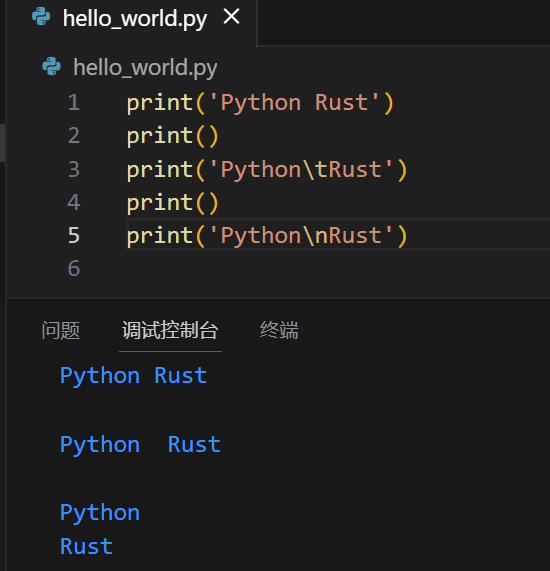 hello_world.py
hello_world.py
1 print('Python Rust')
2 print()
3 print('Python\tRust')
4 print()
5 print('Python\nRust')
6
问题 调试控制台 终端
Python Rust
Python  Rust
Python
Rust